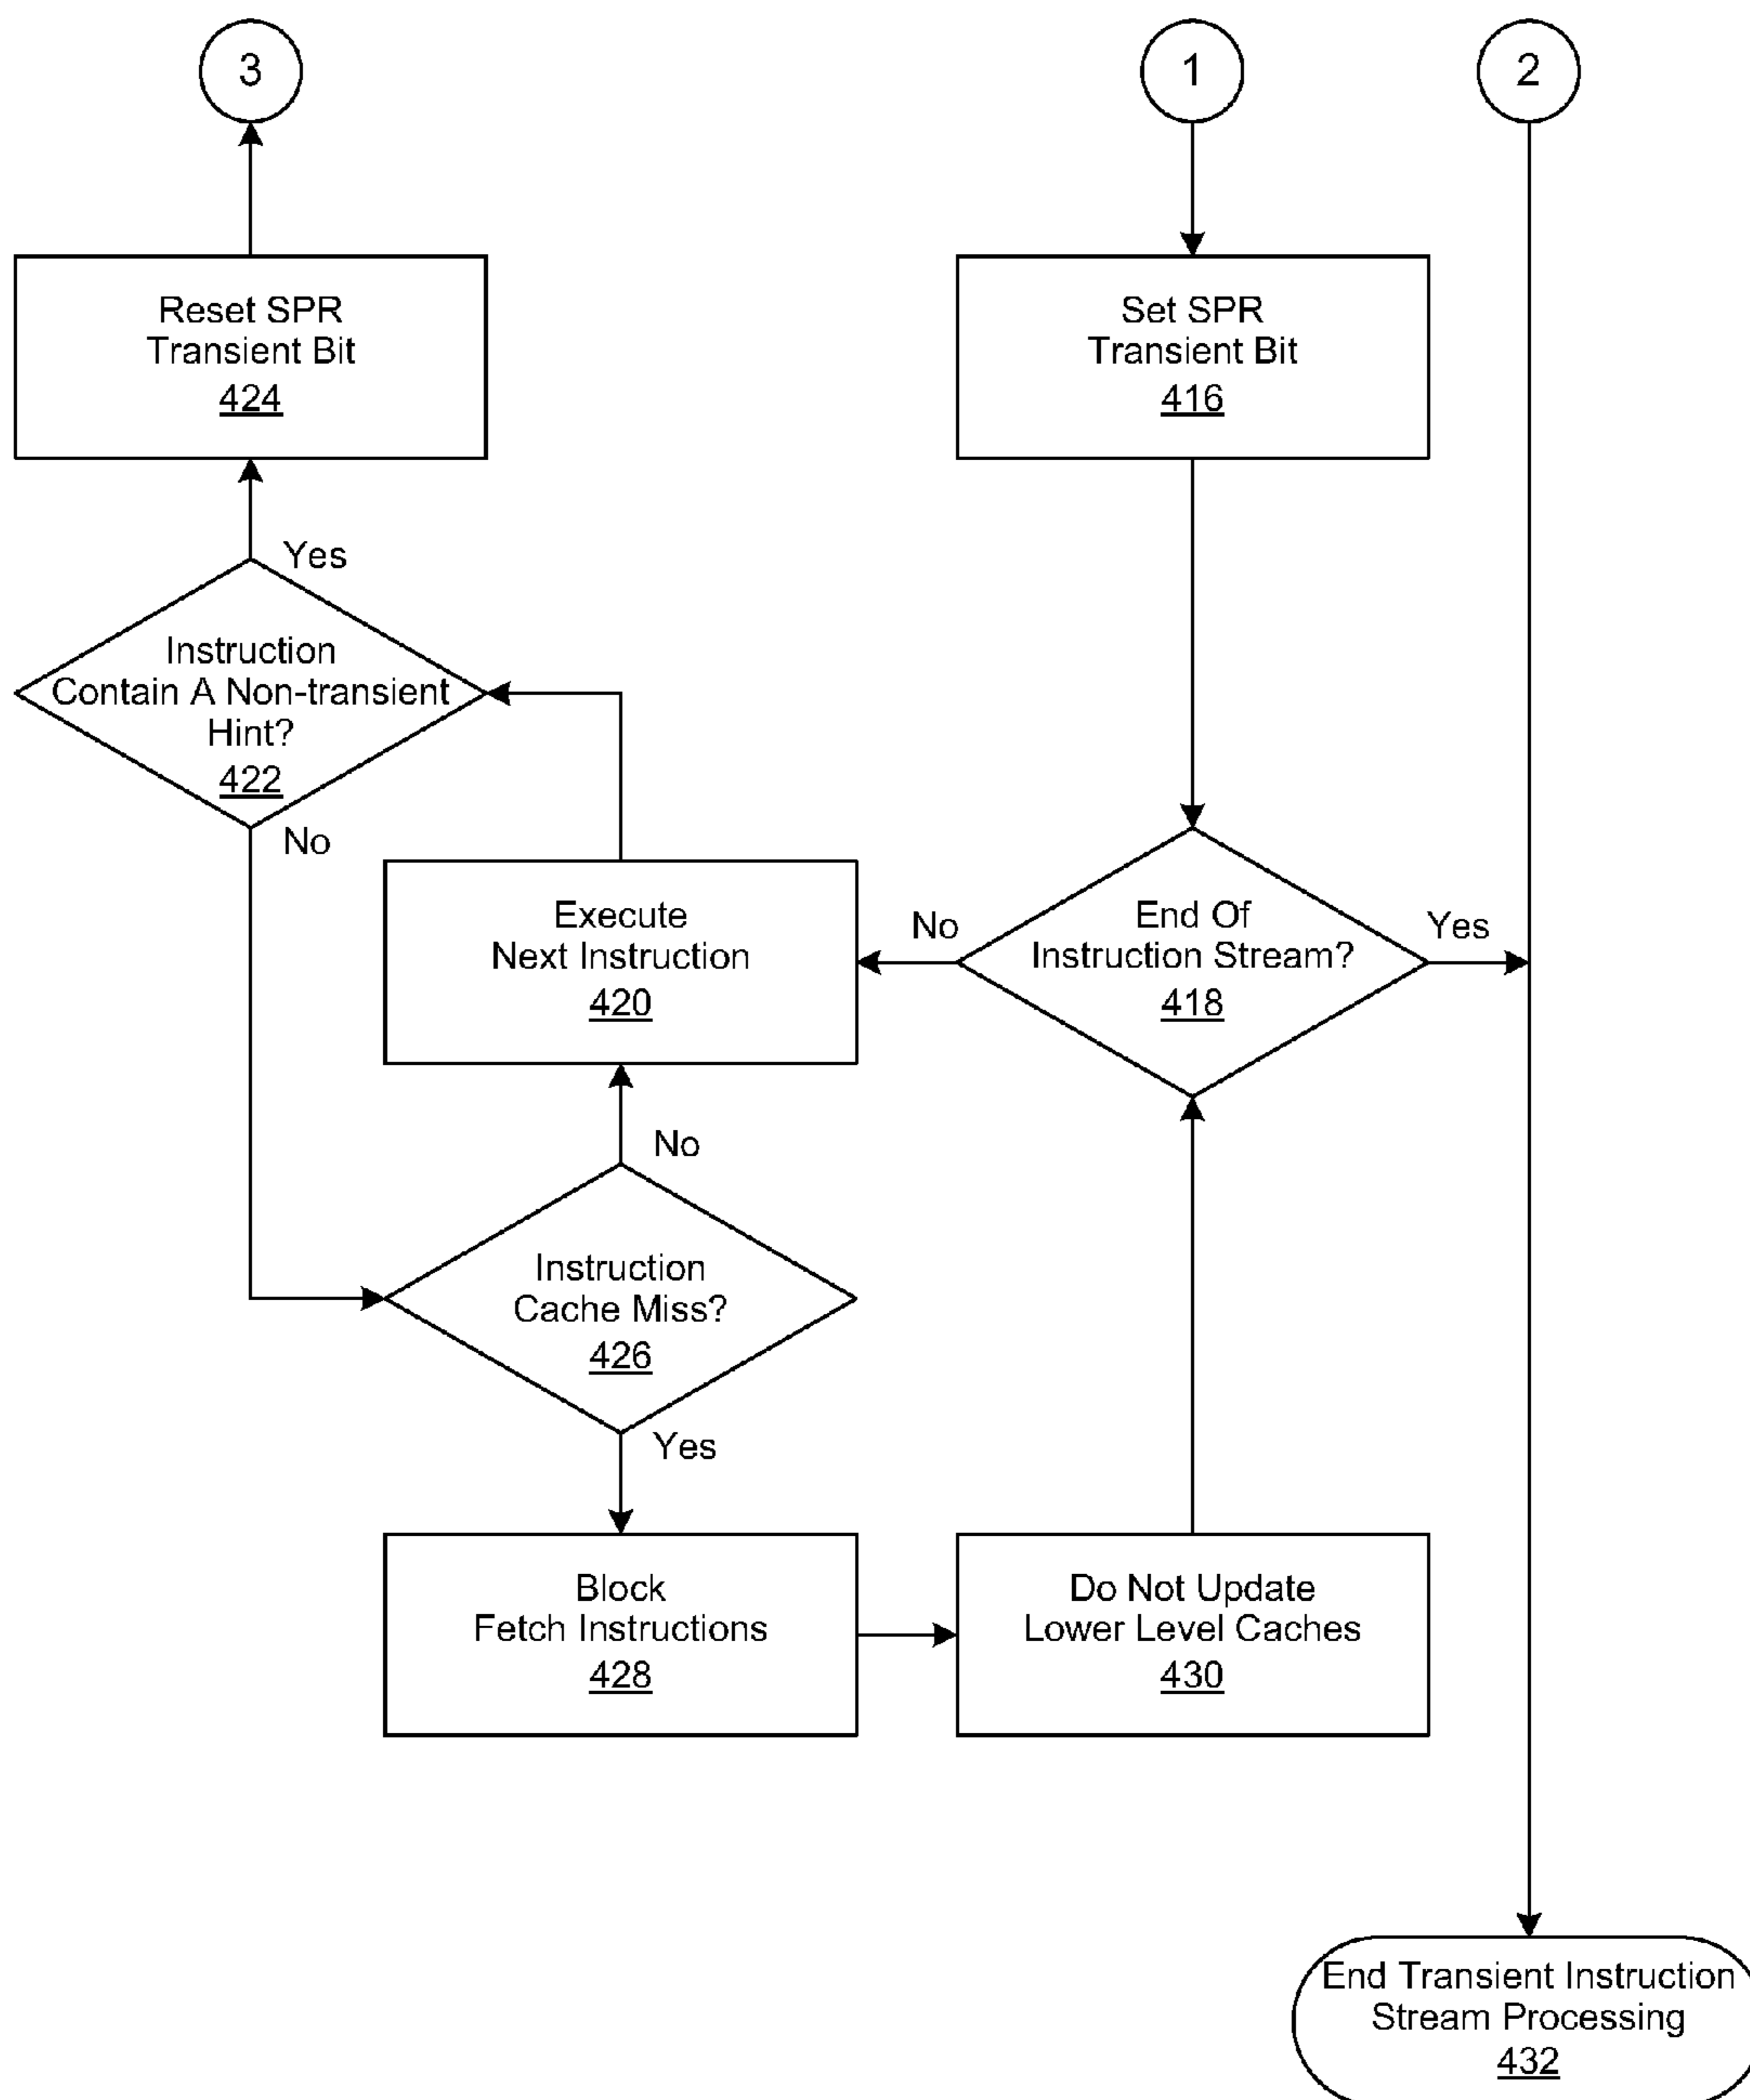 3
1
2
Reset SPR
Transient Bit
424
Set SPR
Transient Bit
416
Yes
Instruction
Contain A Non-transient
Hint?
422
No
Execute
Next Instruction
420
No
End Of
Instruction Stream?
418
Yes
No
Instruction
Cache Miss?
426
Yes
Block
Fetch Instructions
428
Do Not Update
Lower Level Caches
430
End Transient Instruction
Stream Processing
432